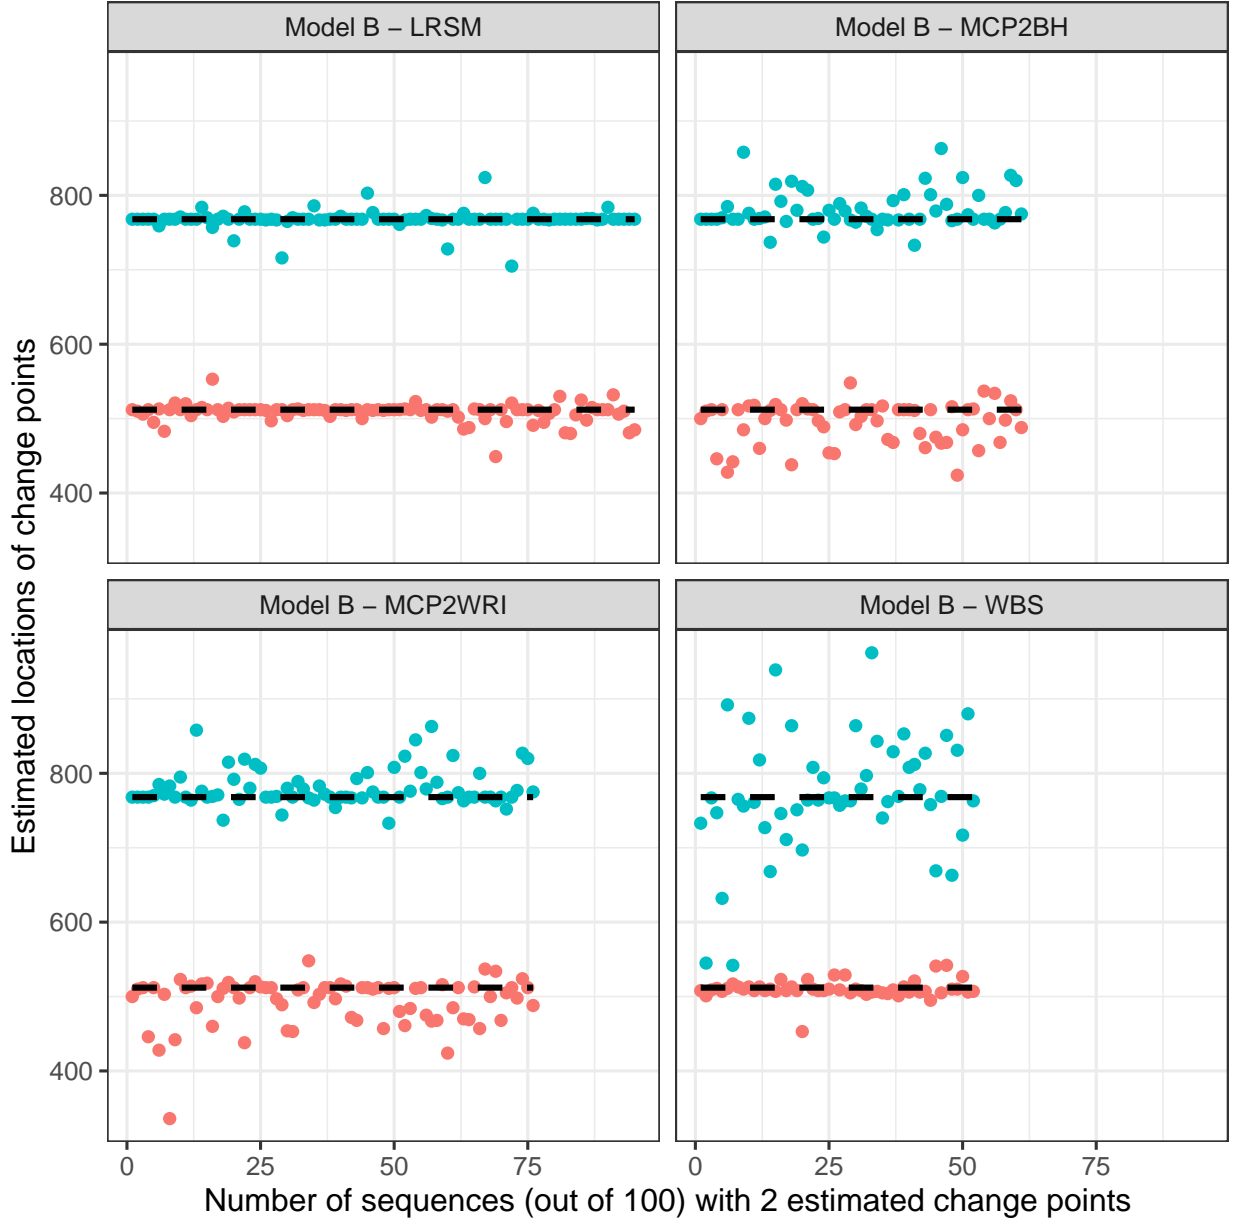 Model B − LRSM
Model B − MCP2BH
800
600
400
Model B − MCP2WRI
Model B − WBS
800
600
400
0
25
50
75
0
25
50
75
Number of sequences (out of 100) with 2 estimated change points
Estimated locations of change points